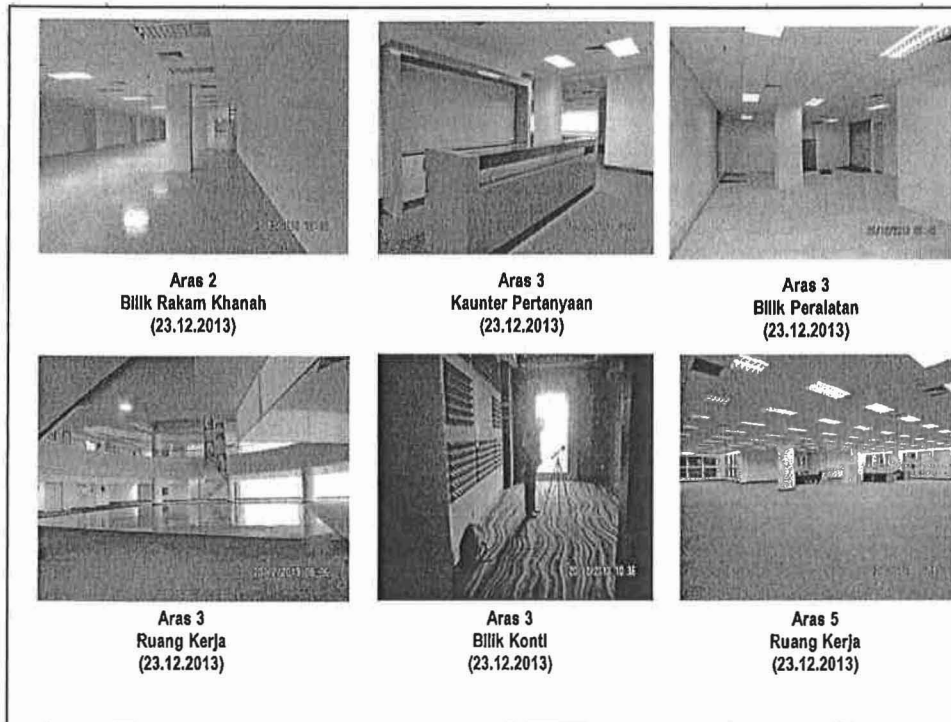 Aras 2
Bilik Rakam Khanah
(23.12.2013)
Aras 3
Kaunter Pertanyaan
(23.12.2013)
Aras 3
Bilik Peralatan
(23.12.2013)
Aras 3
Ruang Kerja
(23.12.2013)
Aras 3
Bilik Konti
(23.12.2013)
Aras 5
Ruang Kerja
(23.12.2013)